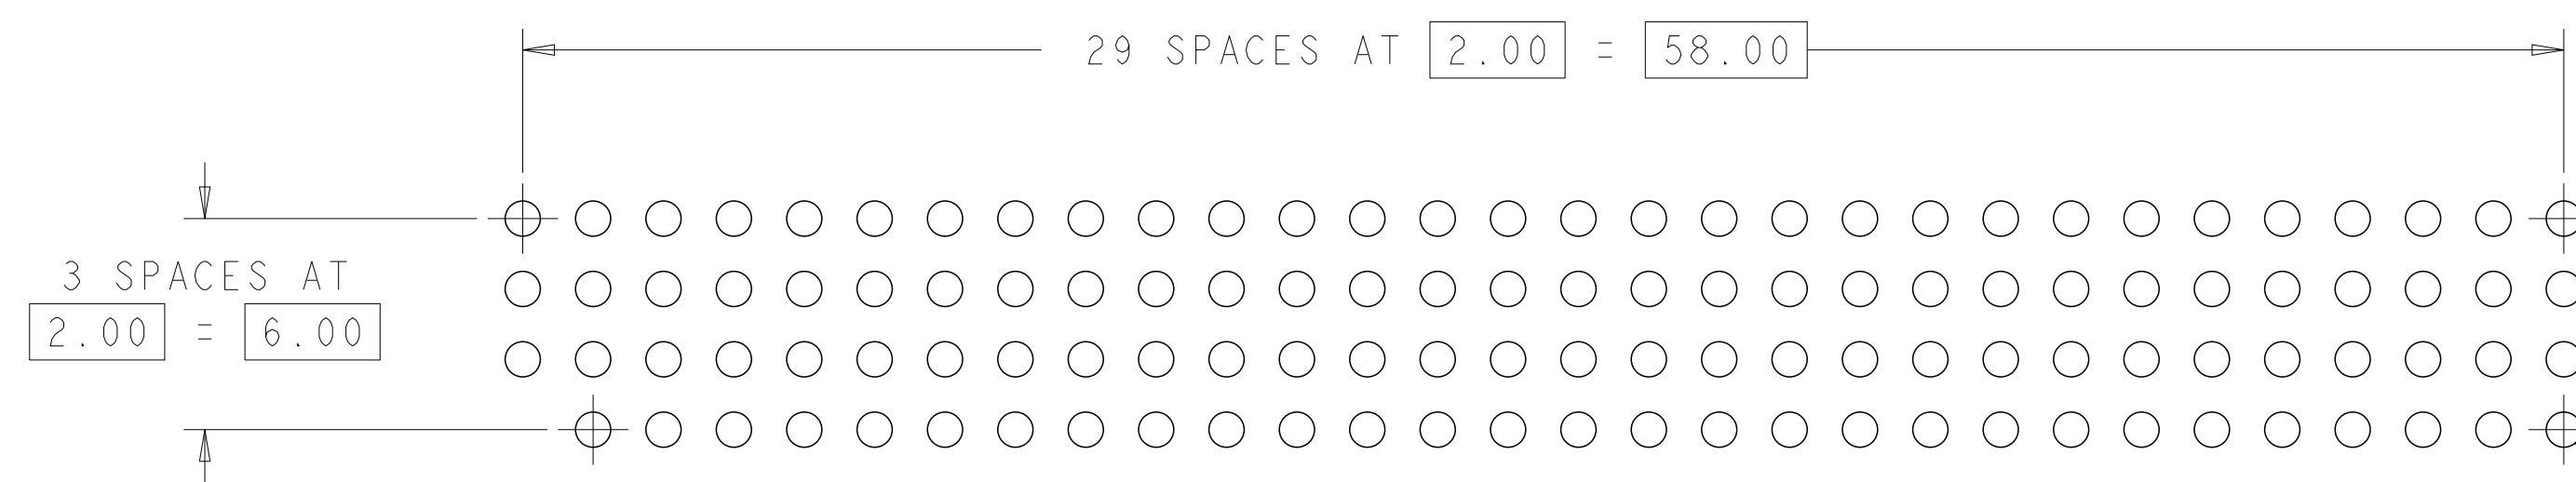 29 SPACES AT 2.00 = 58.00
3 SPACES AT
2.00 = 6.00